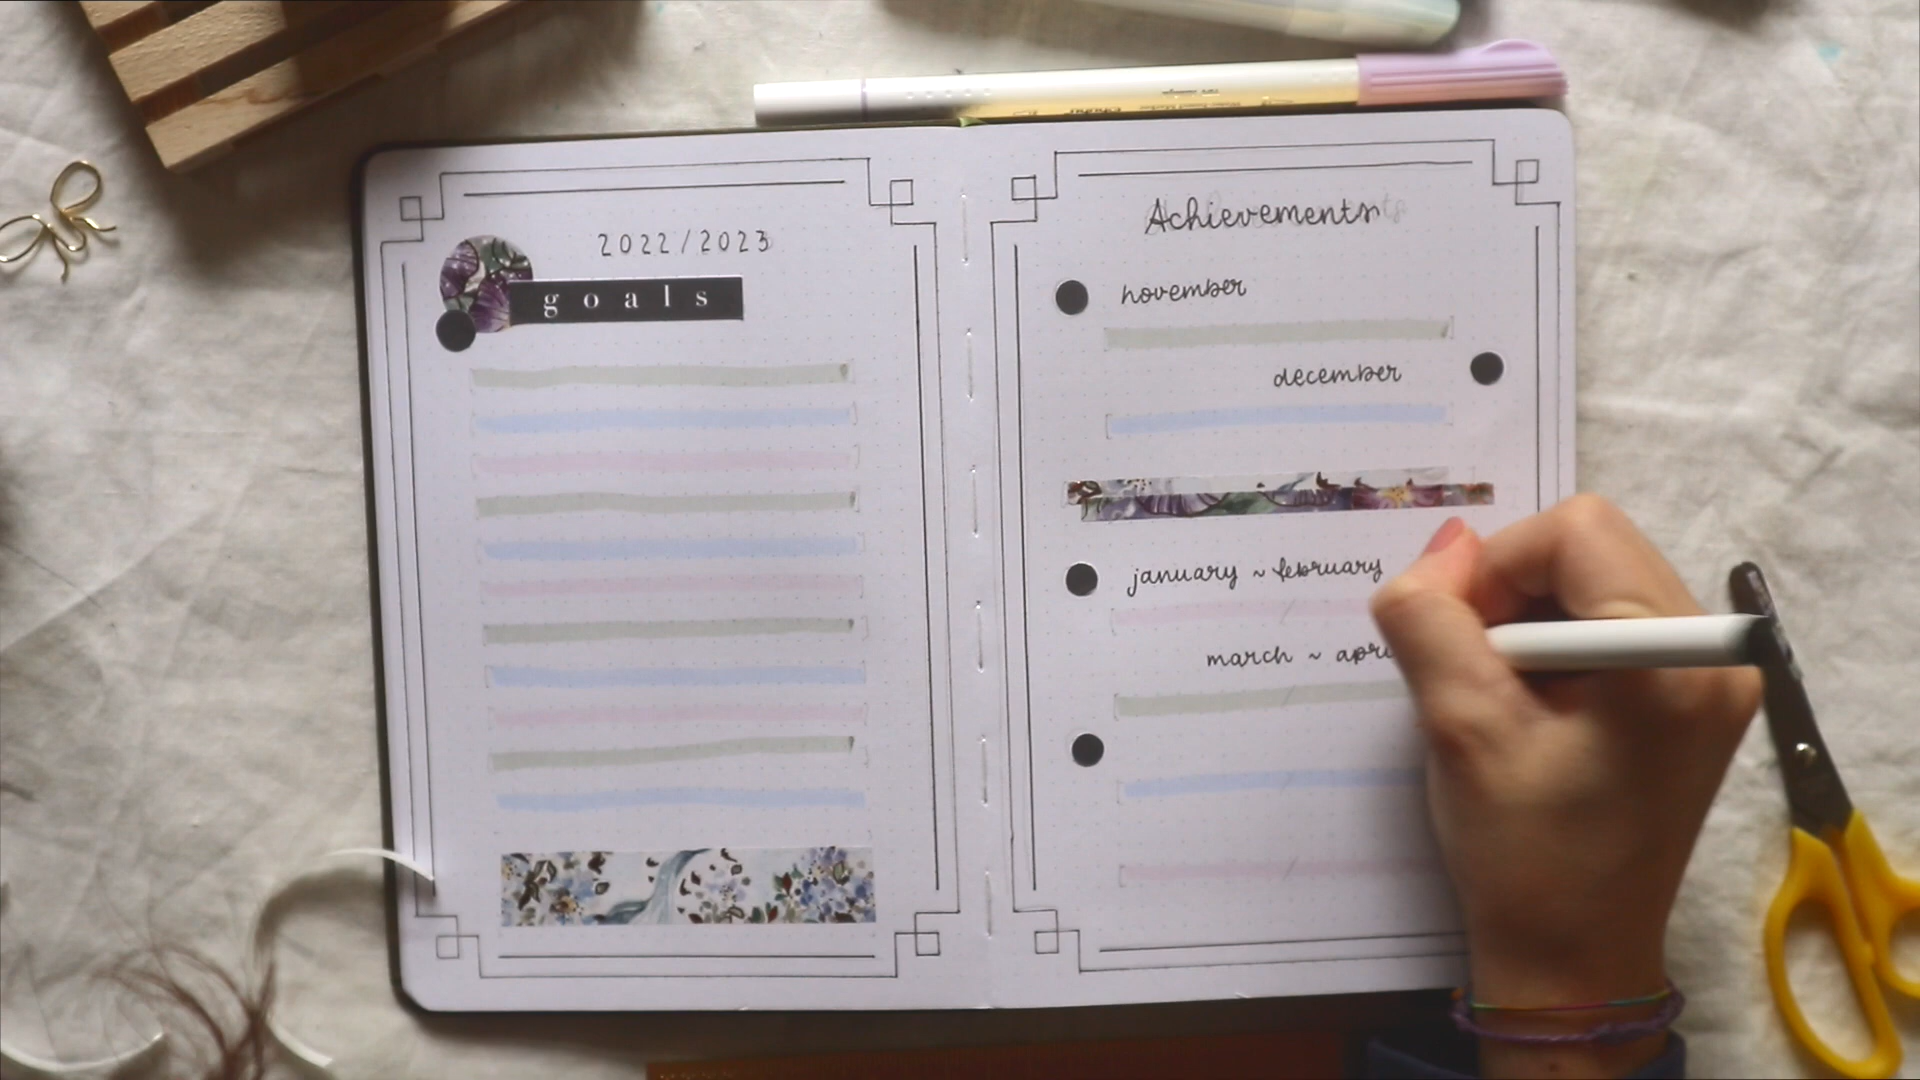 2022/2023
goals
Achievements
november
december
january ~ february
march ~